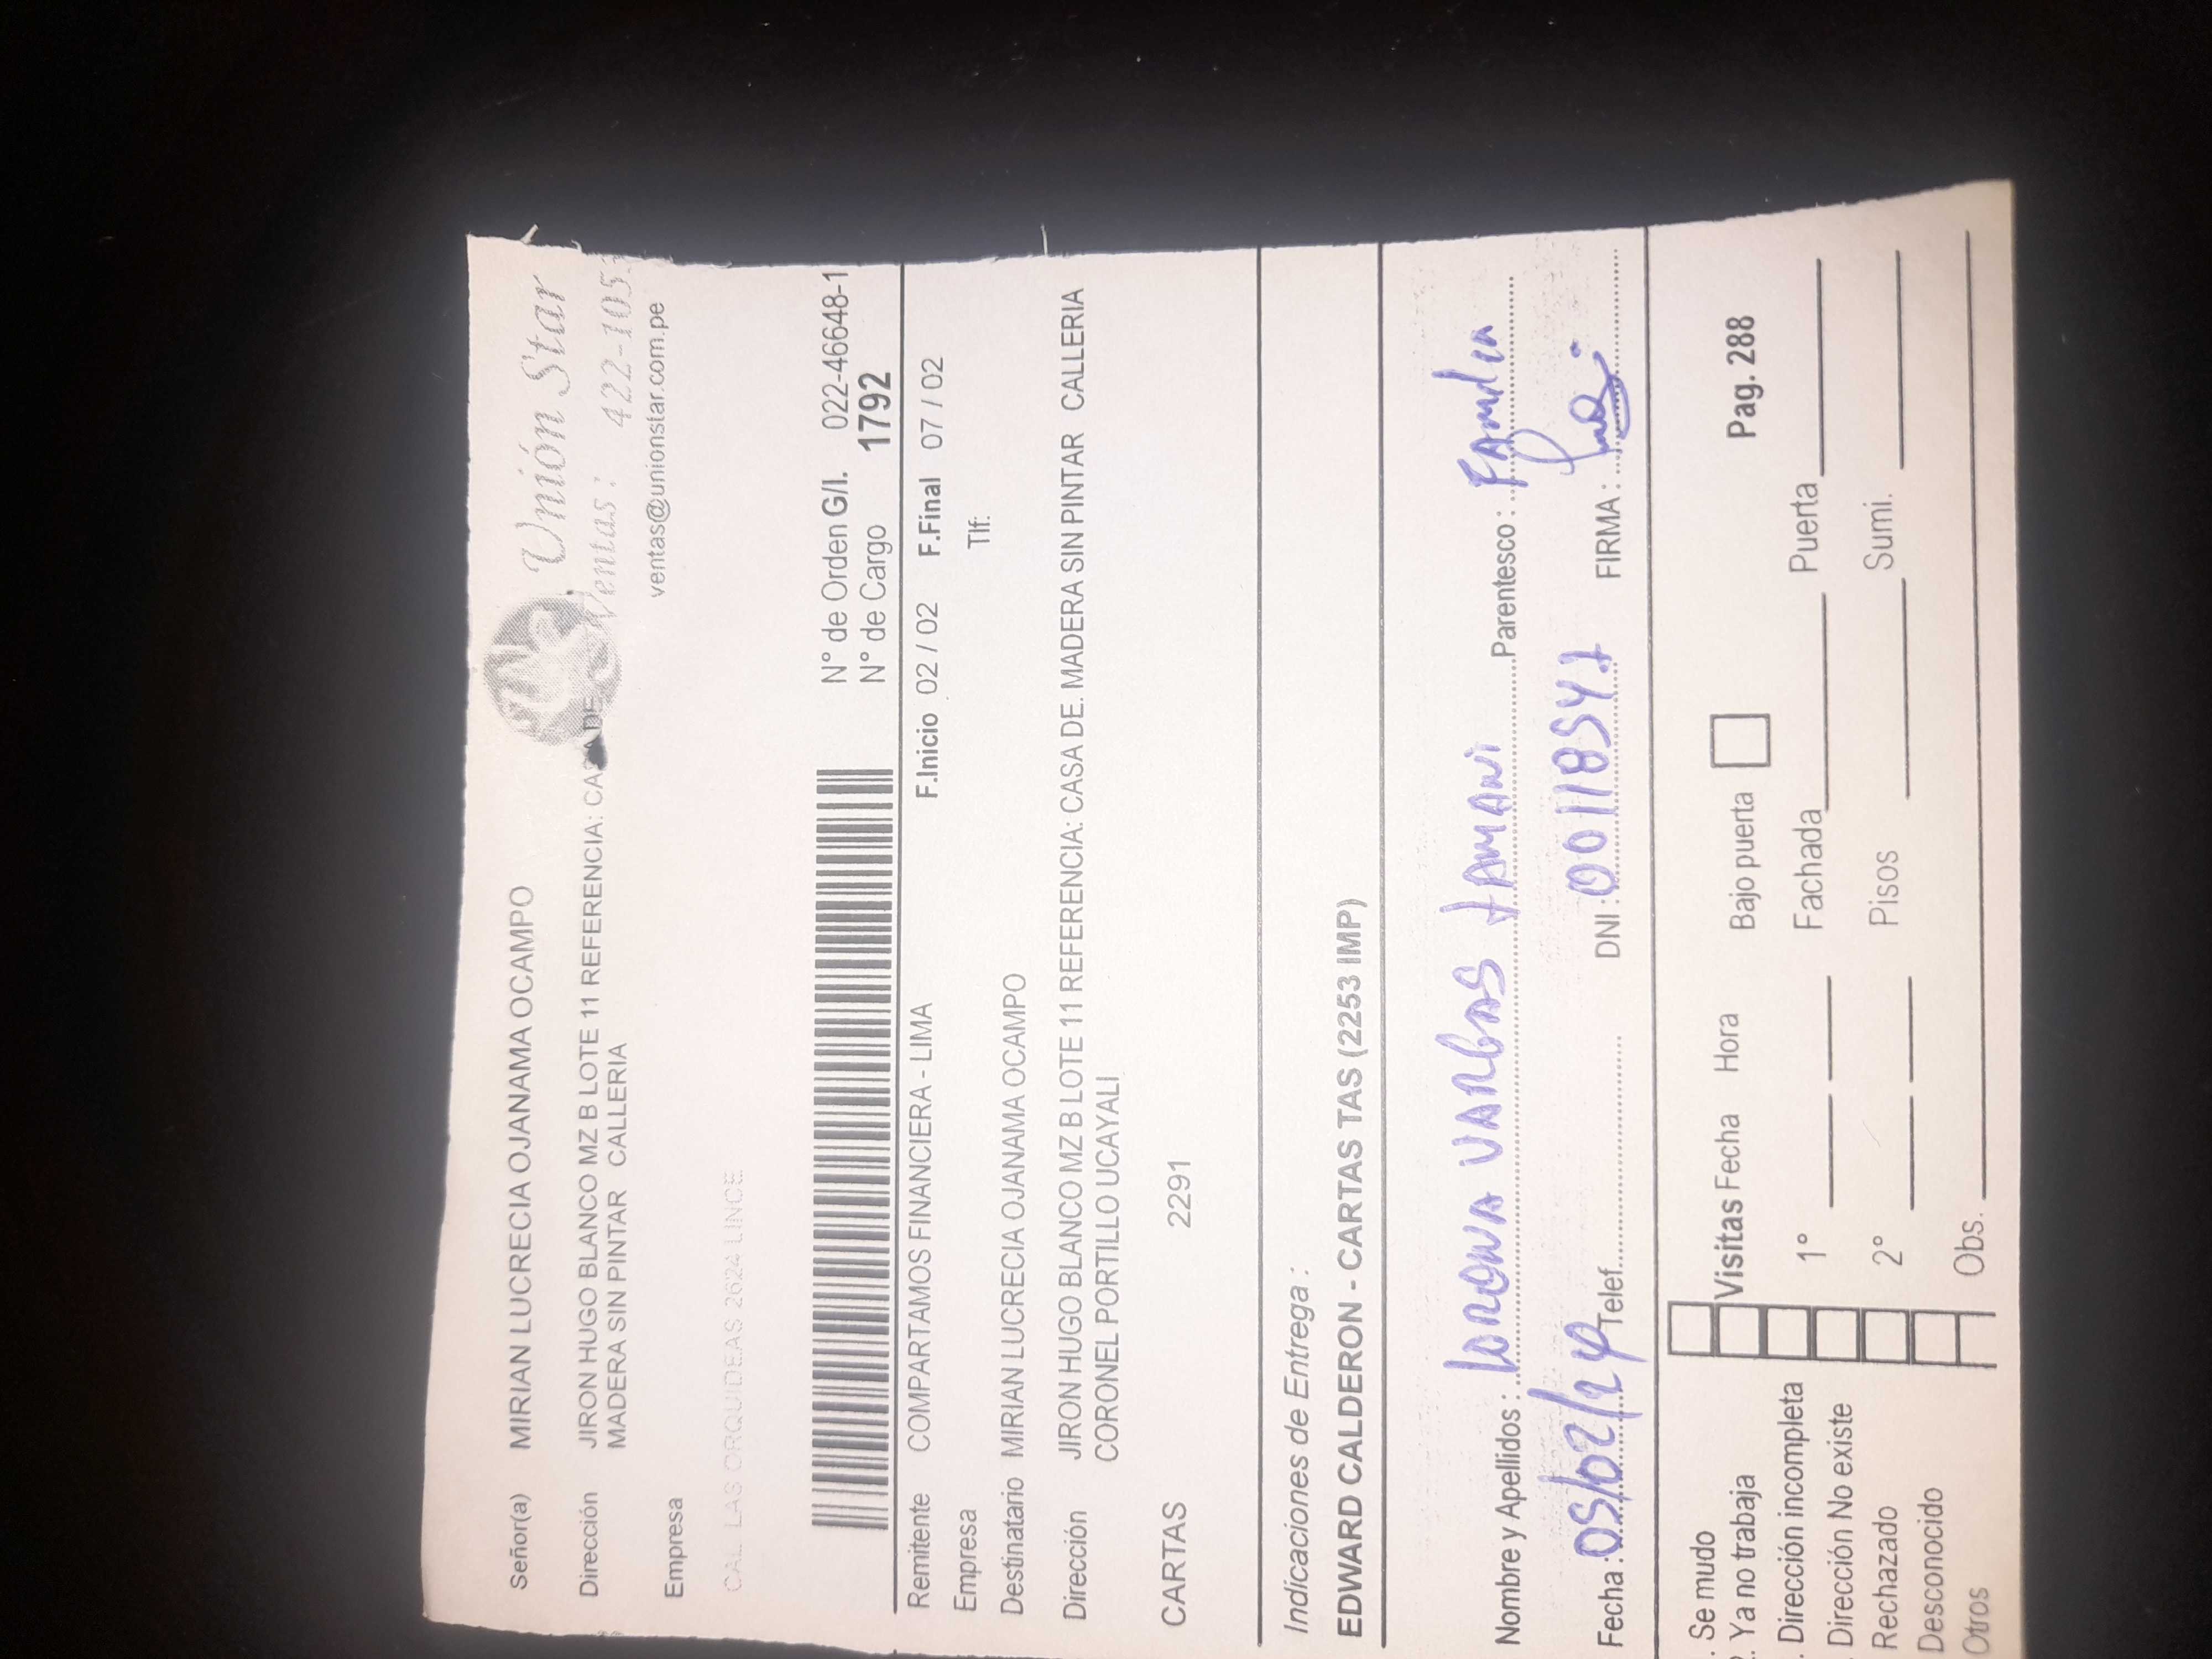 Unión Star
Ventas: 422-105
ventas@unionstar.com.pe
Señor(a) MIRIAN LUCRECIA OJANAMA OCAMPO
Dirección JIRON HUGO BLANCO MZ B LOTE 11 REFERENCIA: CASA DE
MADERA SIN PINTAR CALLERIA
Empresa
CAL. LAS ORQUIDEAS 2624 LINCE
N° de Orden G/I. 022-46648-1
N° de Cargo 1792
Remitente COMPARTAMOS FINANCIERA - LIMA F.Inicio 02 / 02 F.Final 07 / 02
Empresa Tlf:
Destinatario MIRIAN LUCRECIA OJANAMA OCAMPO
Dirección JIRON HUGO BLANCO MZ B LOTE 11 REFERENCIA: CASA DE. MADERA SIN PINTAR CALLERIA
CORONEL PORTILLO UCAYALI
CARTAS 2291
Indicaciones de Entrega :
EDWARD CALDERON - CARTAS TAS (2253 IMP)
Nombre y Apellidos : VARGAS TAMANI Parentesco :
Fecha : 05/02/24 Telef. DNI : 00118547 FIRMA :
Se mudo
Ya no trabaja Visitas Fecha Hora Bajo puerta Pag. 288
Dirección incompleta 1° Fachada Puerta
Dirección No existe
Rechazado 2° Pisos Sumi.
Desconocido
Otros Obs.